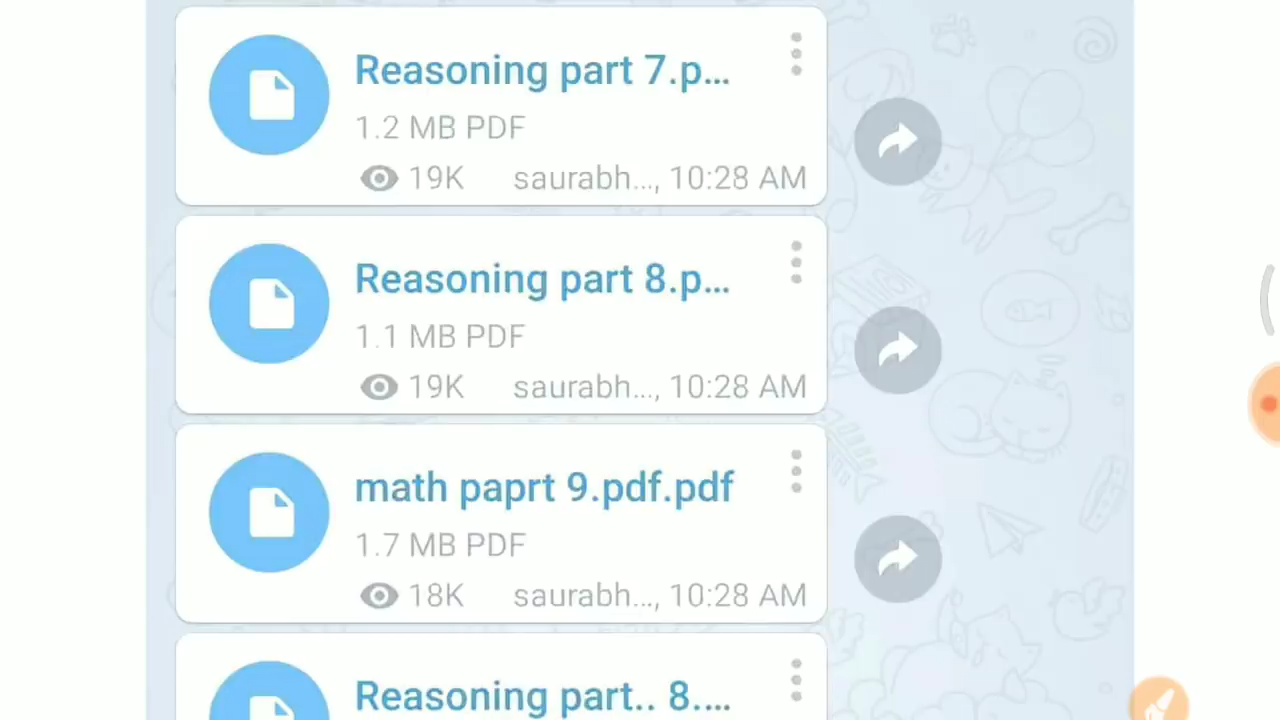 Reasoning part 7.p...
1.2 MB PDF
19K saurabh..., 10:28 AM
Reasoning part 8.p...
1.1 MB PDF
19K saurabh..., 10:28 AM
math paprt 9.pdf.pdf
1.7 MB PDF
18K saurabh..., 10:28 AM
Reasoning part.. 8....